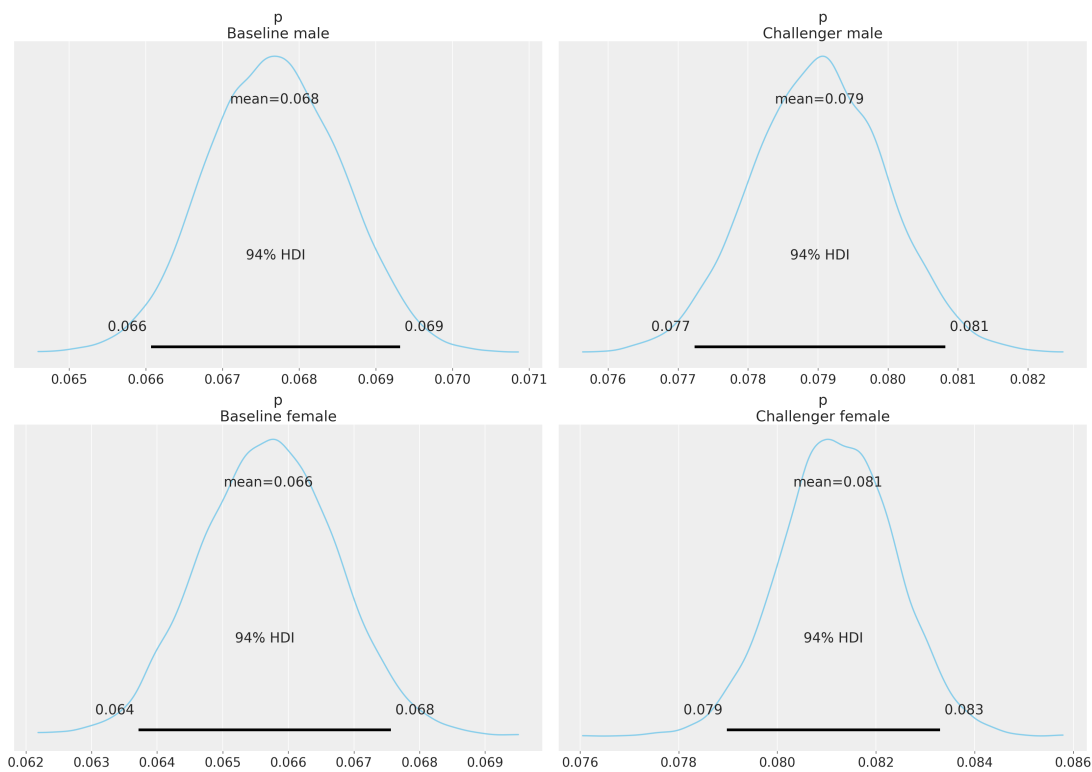 p
Baseline male
mean=0.068
94% HDI
0.066
0.069
0.065 0.066 0.067 0.068 0.069 0.070 0.071
p
Challenger male
mean=0.079
94% HDI
0.077
0.081
0.076 0.077 0.078 0.079 0.080 0.081 0.082
p
Baseline female
mean=0.066
94% HDI
0.064
0.068
0.062 0.063 0.064 0.065 0.066 0.067 0.068 0.069
p
Challenger female
mean=0.081
94% HDI
0.079
0.083
0.076 0.078 0.080 0.082 0.084 0.086